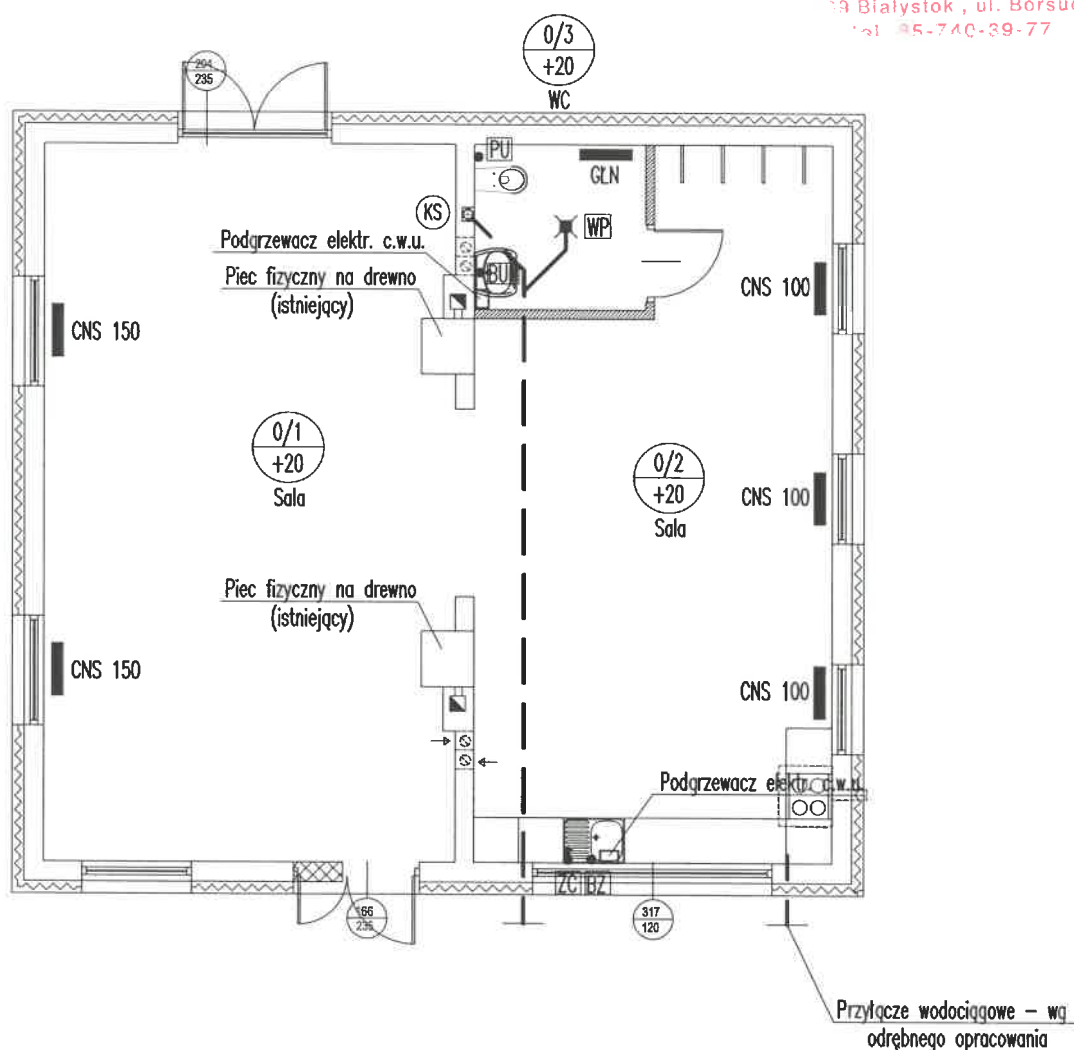 Białystok, ul.
85-740-39-77
0/3
+20
WC
204
235
PU
GŁN
KS
WP
Podgrzewacz elektr. c.w.u.
BU
Piec fizyczny na drewno
(istniejący)
CNS 100
CNS 150
0/1
+20
Sala
0/2
+20
Sala
CNS 100
Piec fizyczny na drewno
(istniejący)
CNS 150
CNS 100
Podgrzewacz elektr. c.w.u.
ZC BZ
166
235
317
120
Przyłącze wodociągowe – wg
odrębnego opracowania